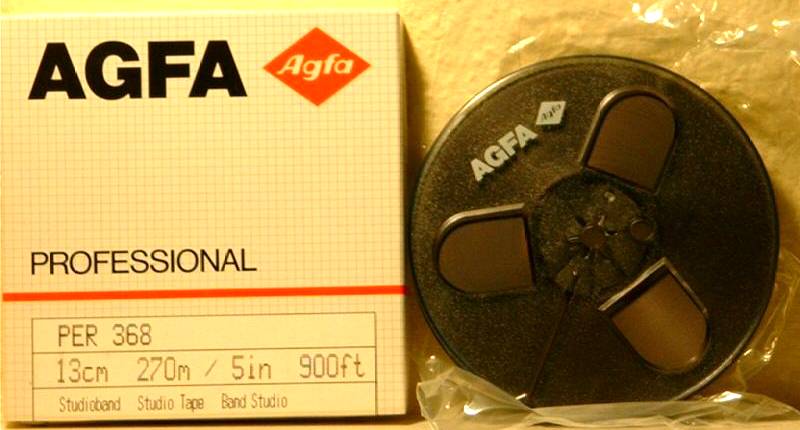 AGFA Agfa
PROFESSIONAL
PER 368
13cm 270m / 5in 900ft
Studioband Studio Tape Band Studio
AGFA Agfa